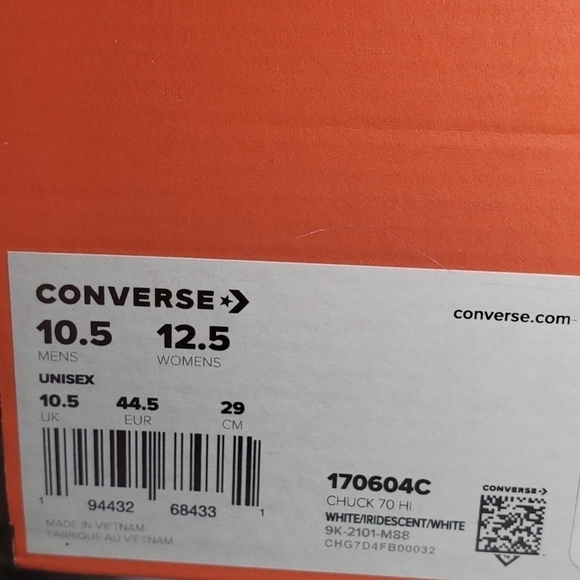 CONVERSE
converse.com
10.5 12.5
MENS WOMENS
UNISEX
10.5 44.5 29
UK EUR CM
1 94432 68433 1
MADE IN VIETNAM
FABRIQUE AU VIETNAM
170604C
CHUCK 70 HI
WHITE/IRIDESCENT/WHITE
9K-2101-M88
CHG7D4FB00032
CONVERSE